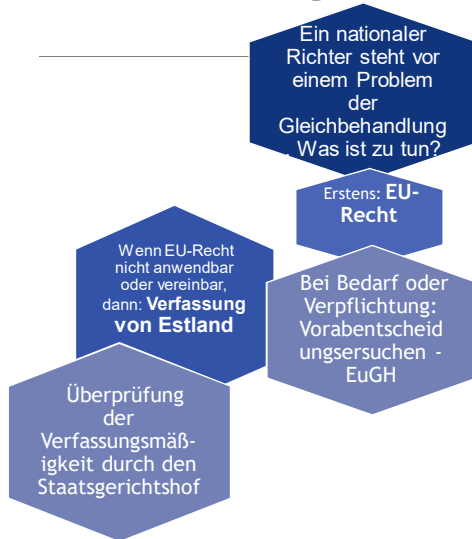 Ein nationaler
Richter steht vor
einem Problem
der
Gleichbehandlung
. Was ist zu tun?
Erstens: EU-
Recht
Wenn EU-Recht
nicht anwendbar
oder vereinbar,
dann: Verfassung
von Estland
Bei Bedarf oder
Verpflichtung:
Vorabentscheid
ungsersuchen -
EuGH
Überprüfung
der
Verfassungsmäß-
igkeit durch den
Staatsgerichtshof